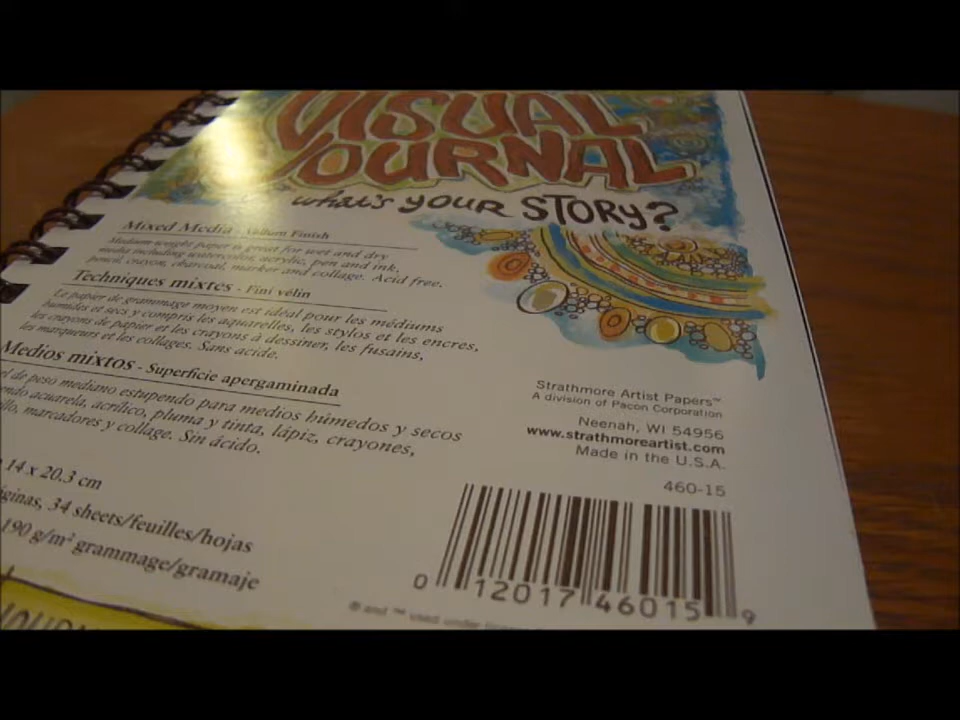 VISUAL
JOURNAL
what's YOUR STORY?
Mixed Media - Vellum Finish
Medium weight paper is great for wet and dry
media including watercolor, acrylic, pen and ink,
pencil, crayon, charcoal, marker and collage. Acid free.
Techniques mixtes - Fini vélin
Le papier de grammage moyen est idéal pour les médiums
humides et secs y compris les aquarelles, les stylos et les encres,
les crayons de papier et les crayons à dessiner, les fusains,
les marqueurs et les collages. Sans acide.
Medios mixtos - Superficie apergaminada
de peso mediano estupendo para medios húmedos y secos
acuarela, acrílico, pluma y tinta, lápiz, crayones,
marcadores y collage. Sin ácido.
14 x 20.3 cm
34 sheets/feuilles/hojas
190 g/m² grammage/gramaje
Strathmore Artist Papers™
A division of Pacon Corporation
Neenah, WI 54956
www.strathmoreartist.com
Made in the U.S.A.
460-15
0 12017 46015 9
® and ™ used under